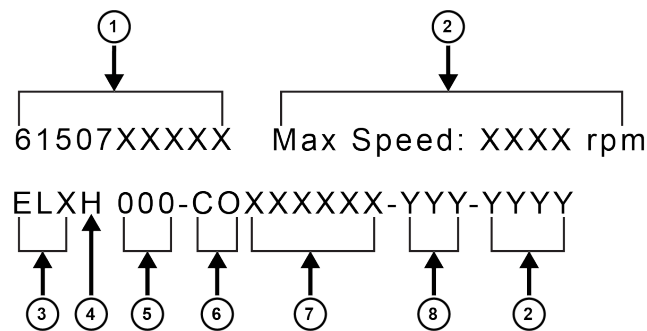 1 2
61507XXXXX Max Speed: XXXX rpm
ELXH 000-COXXXXXX-YYY-YYYY
3 4 5 6 7 8 2